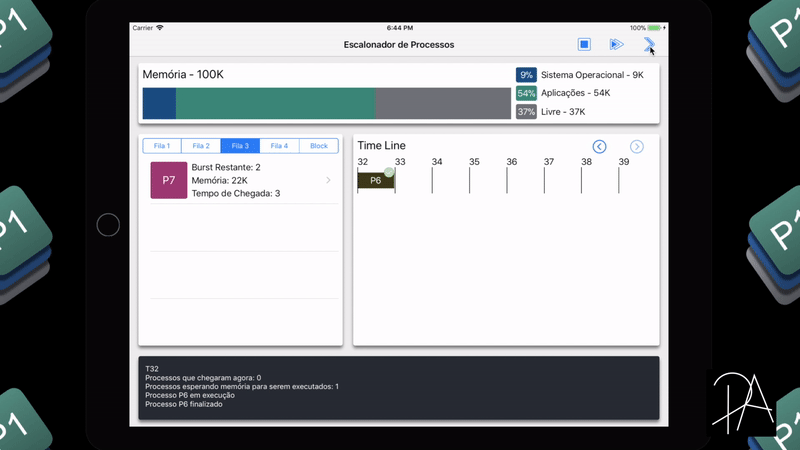 Carrier
6:44 PM
100%
Escalonador de Processos
Memória - 100K
9% Sistema Operacional - 9K
54% Aplicações - 54K
37% Livre - 37K
Fila 1 Fila 2 Fila 3 Fila 4 Block
P7
Burst Restante: 2
Memória: 22K
Tempo de Chegada: 3
Time Line
32 33 34 35 36 37 38 39
P6
T32
Processos que chegaram agora: 0
Processos esperando memória para serem executados: 1
Processo P6 em execução
Processo P6 finalizado
P1
P1
P1
P1
P1
P1
PA